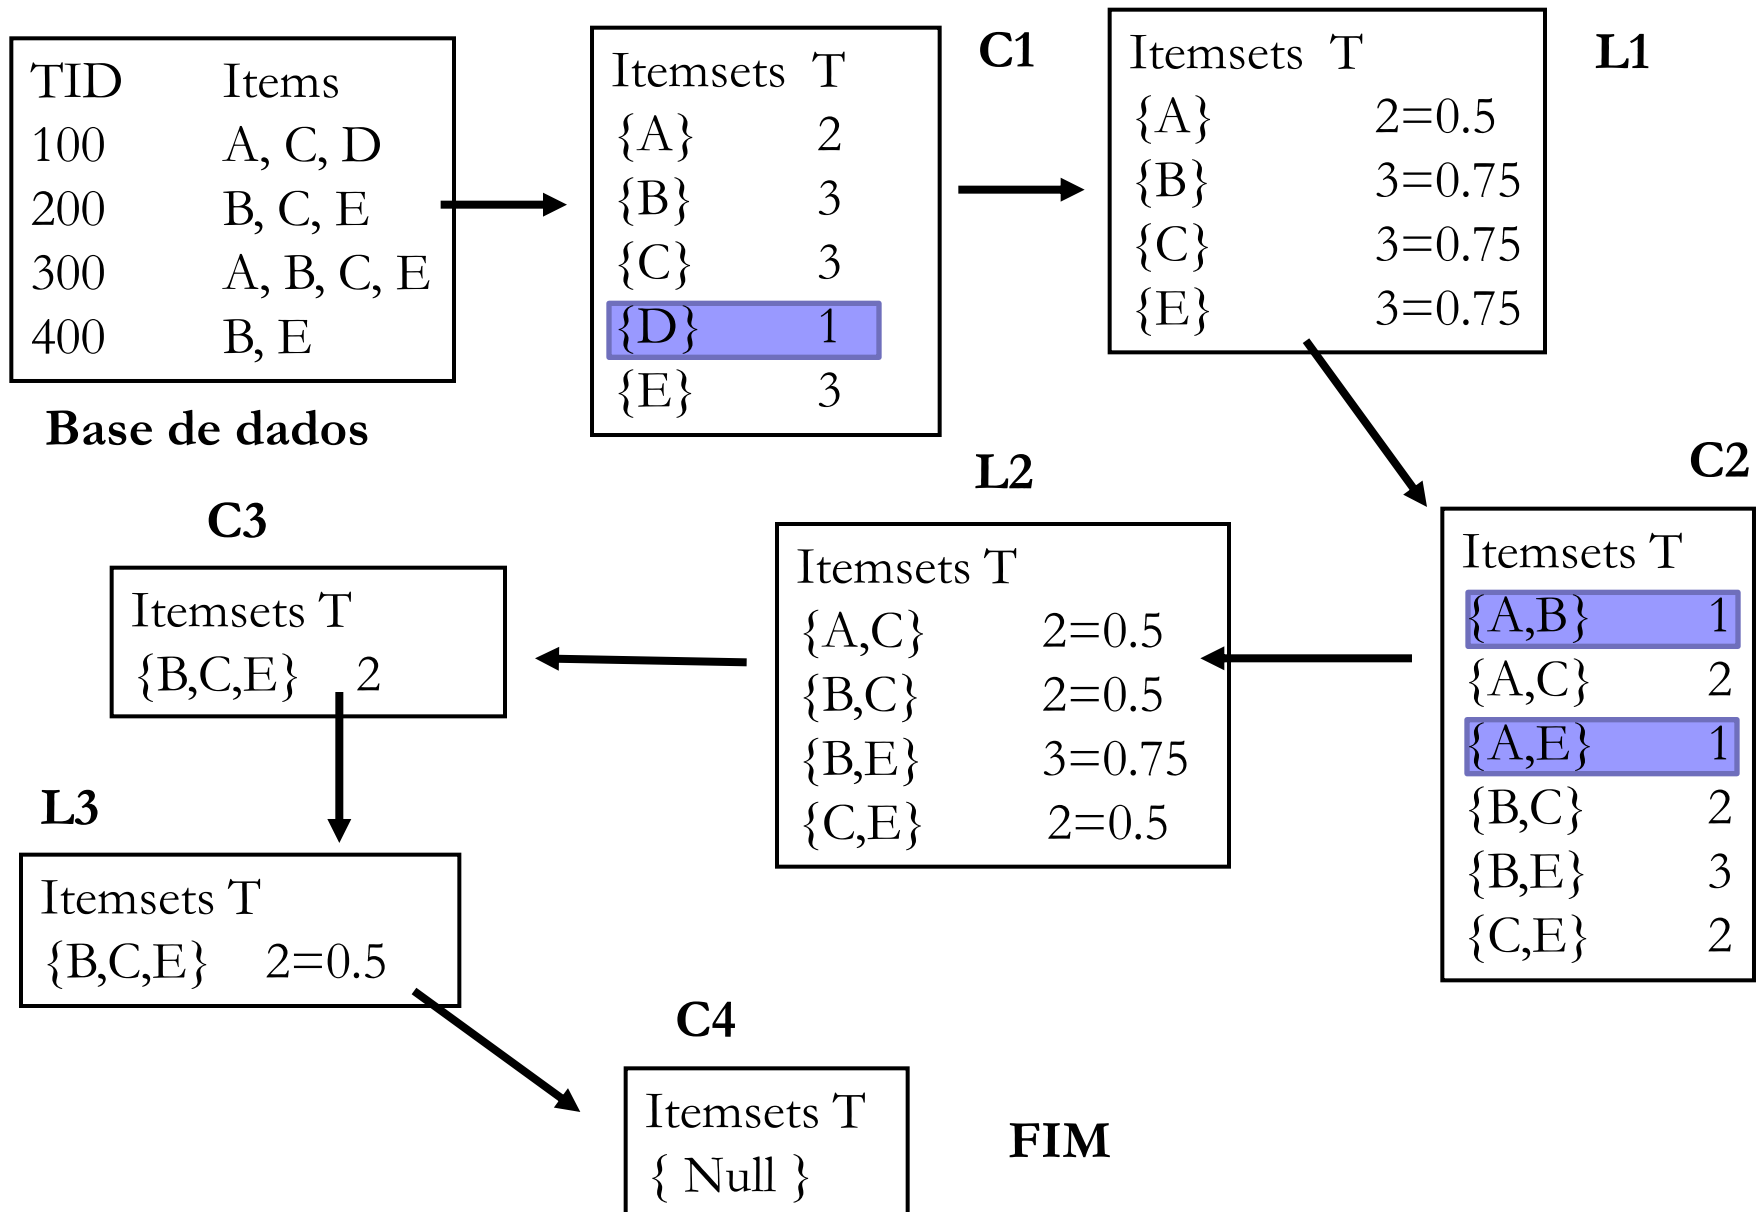 TID Items
100 A, C, D
200 B, C, E
300 A, B, C, E
400 B, E
Base de dados
C1
Itemsets T
{A} 2
{B} 3
{C} 3
{D} 1
{E} 3
L1
Itemsets T
{A} 2=0.5
{B} 3=0.75
{C} 3=0.75
{E} 3=0.75
C2
Itemsets T
{A,B} 1
{A,C} 2
{A,E} 1
{B,C} 2
{B,E} 3
{C,E} 2
L2
Itemsets T
{A,C} 2=0.5
{B,C} 2=0.5
{B,E} 3=0.75
{C,E} 2=0.5
C3
Itemsets T
{B,C,E} 2
L3
Itemsets T
{B,C,E} 2=0.5
C4
Itemsets T
{ Null }
FIM